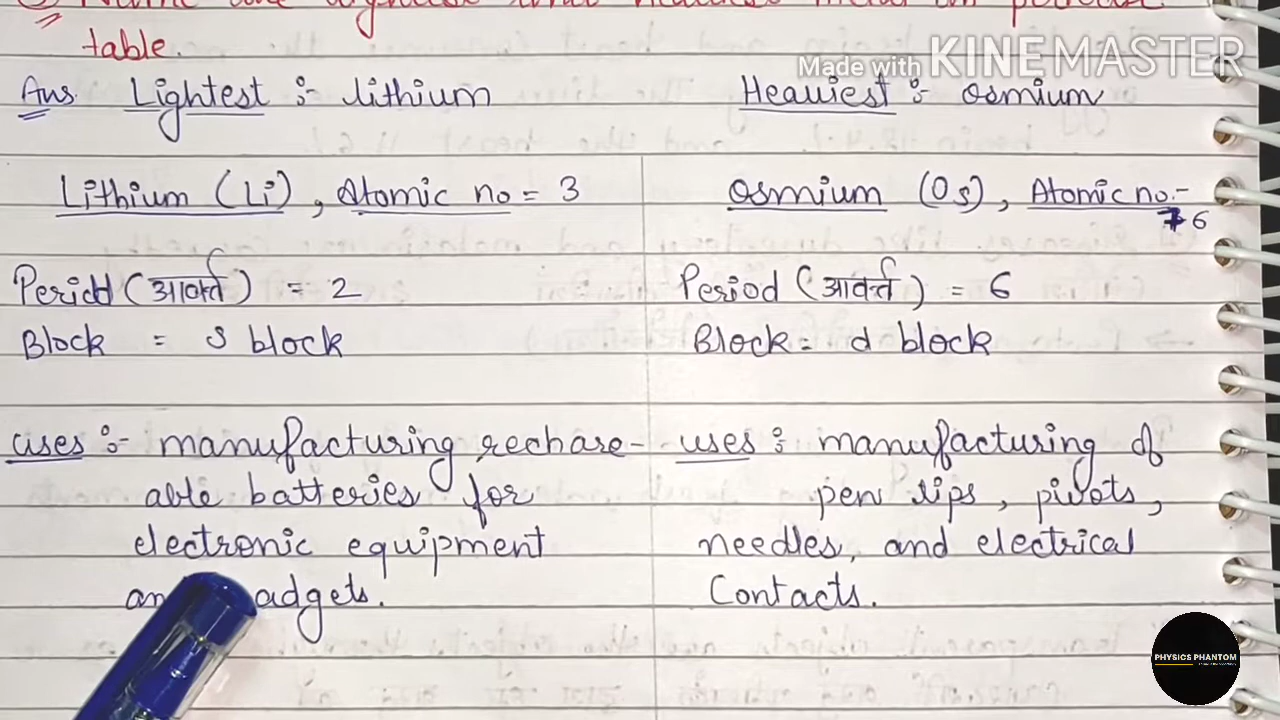 table.
Made with KINEMASTER
Ans. Lightest :- lithium
Heaviest :- Osmium
Lithium (Li), Atomic no = 3
Osmium (Os), Atomic no.-
76
Period (आवर्त) = 2
Block = S block
Period (आवर्त) = 6
Block = d block
uses :- manufacturing rechare-
able batteries for
electronic equipment
adgets.
uses :- manufacturing of
pen tips, pivots,
needles, and electrical
Contacts.
PHYSICS PHANTOM